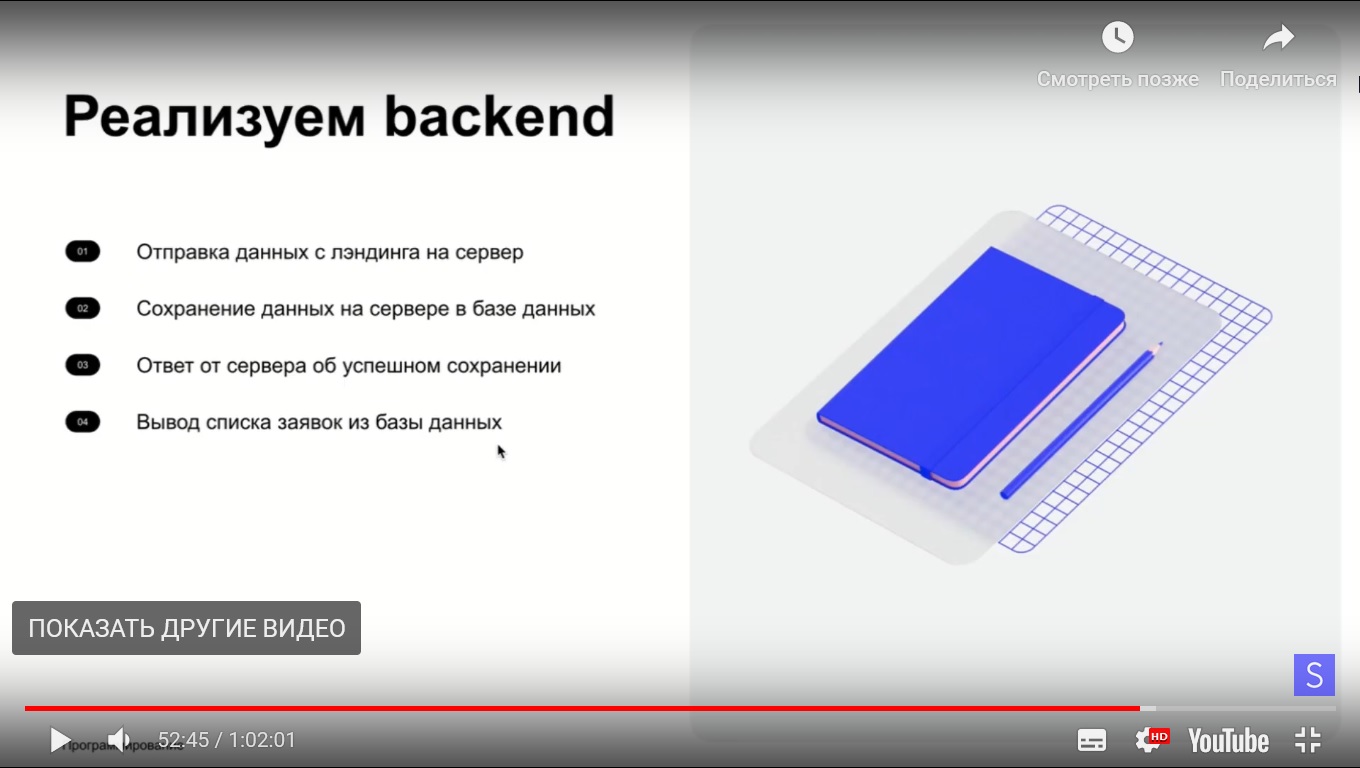 Смотреть позже
Поделиться
Реализуем backend
01 Отправка данных с лэндинга на сервер
02 Сохранение данных на сервере в базе данных
03 Ответ от сервера об успешном сохранении
04 Вывод списка заявок из базы данных
ПОКАЗАТЬ ДРУГИЕ ВИДЕО
S
Программирование
52:45 / 1:02:01
HD
YouTube